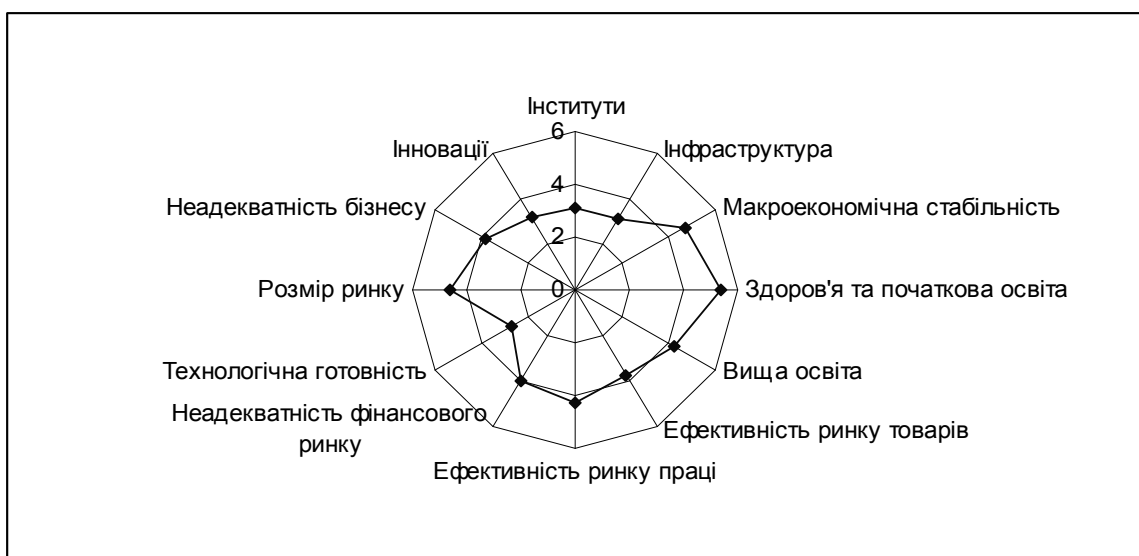 Інститути
6
Інновації
Інфраструктура
4
Неадекватність бізнесу
Макроекономічна стабільність
2
Розмір ринку
0
Здоров'я та початкова освіта
Технологічна готовність
Вища освіта
Неадекватність фінансового
ринку
Ефективність ринку товарів
Ефективність ринку праці